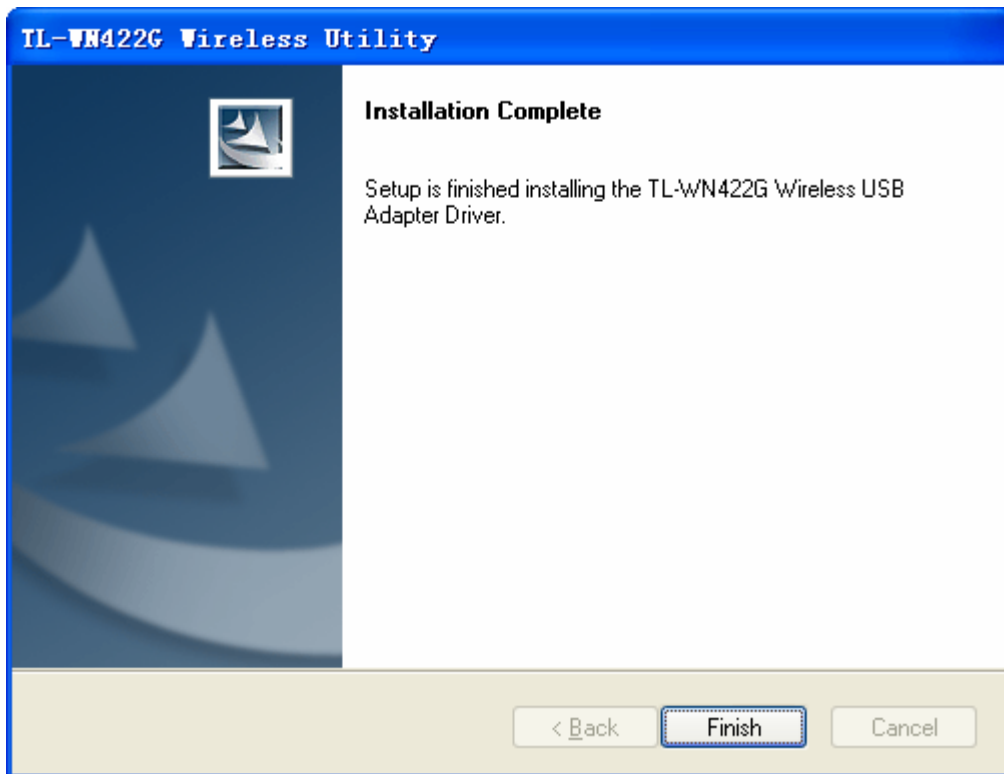 TL-WN422G Wireless Utility
Installation Complete
Setup is finished installing the TL-WN422G Wireless USB
Adapter Driver.
< Back
Finish
Cancel